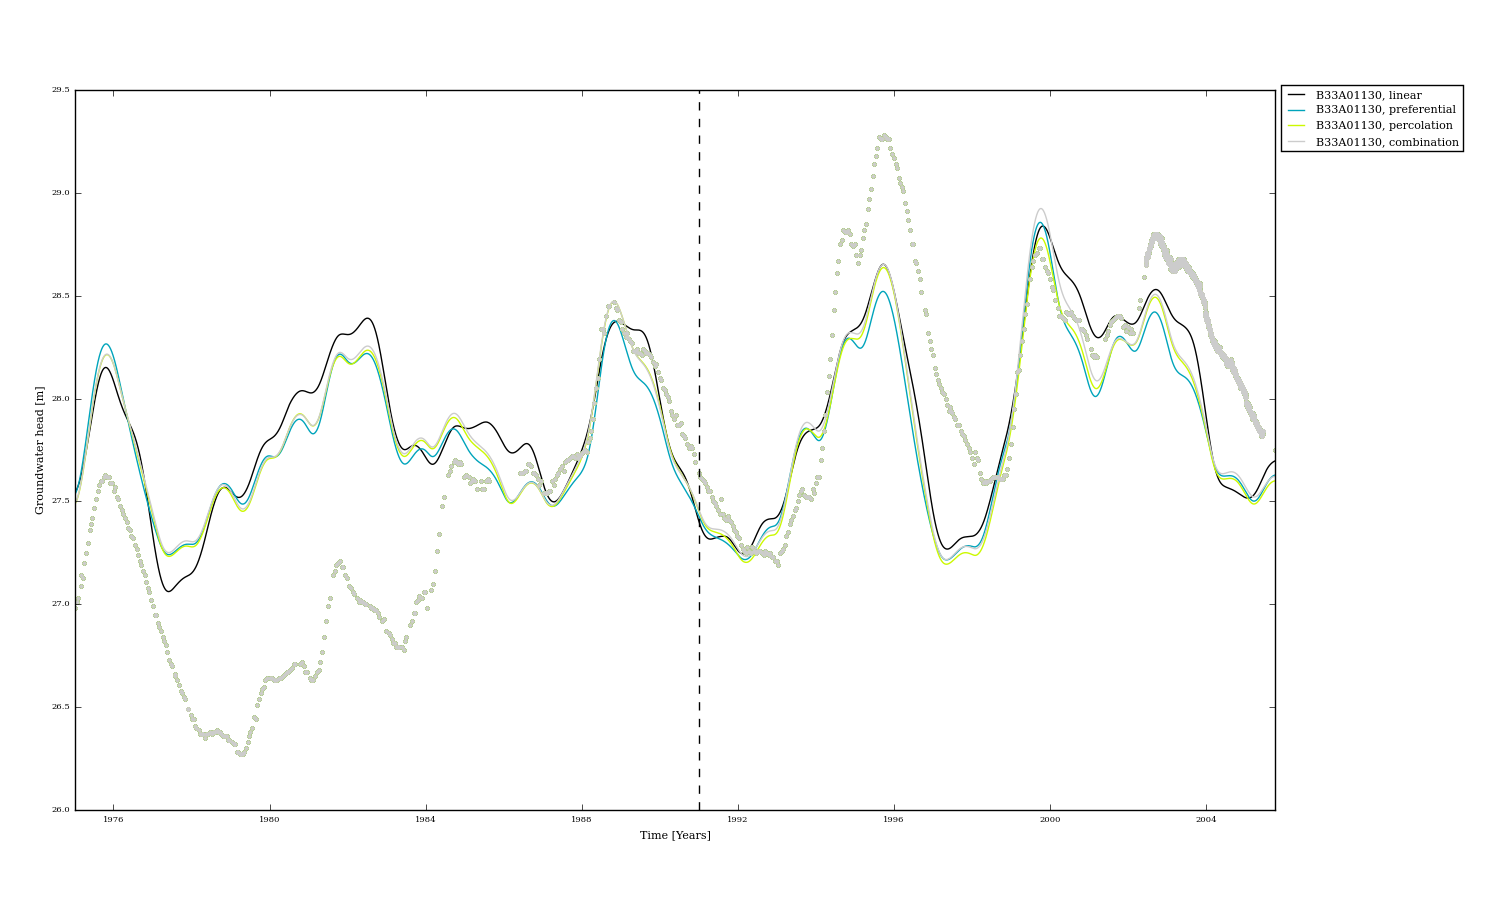 B33A01130, linear
B33A01130, preferential
B33A01130, percolation
B33A01130, combination
29.5
29.0
28.5
28.0
27.5
27.0
26.5
26.0
Groundwater head [m]
1976 1980 1984 1988 1992 1996 2000 2004
Time [Years]